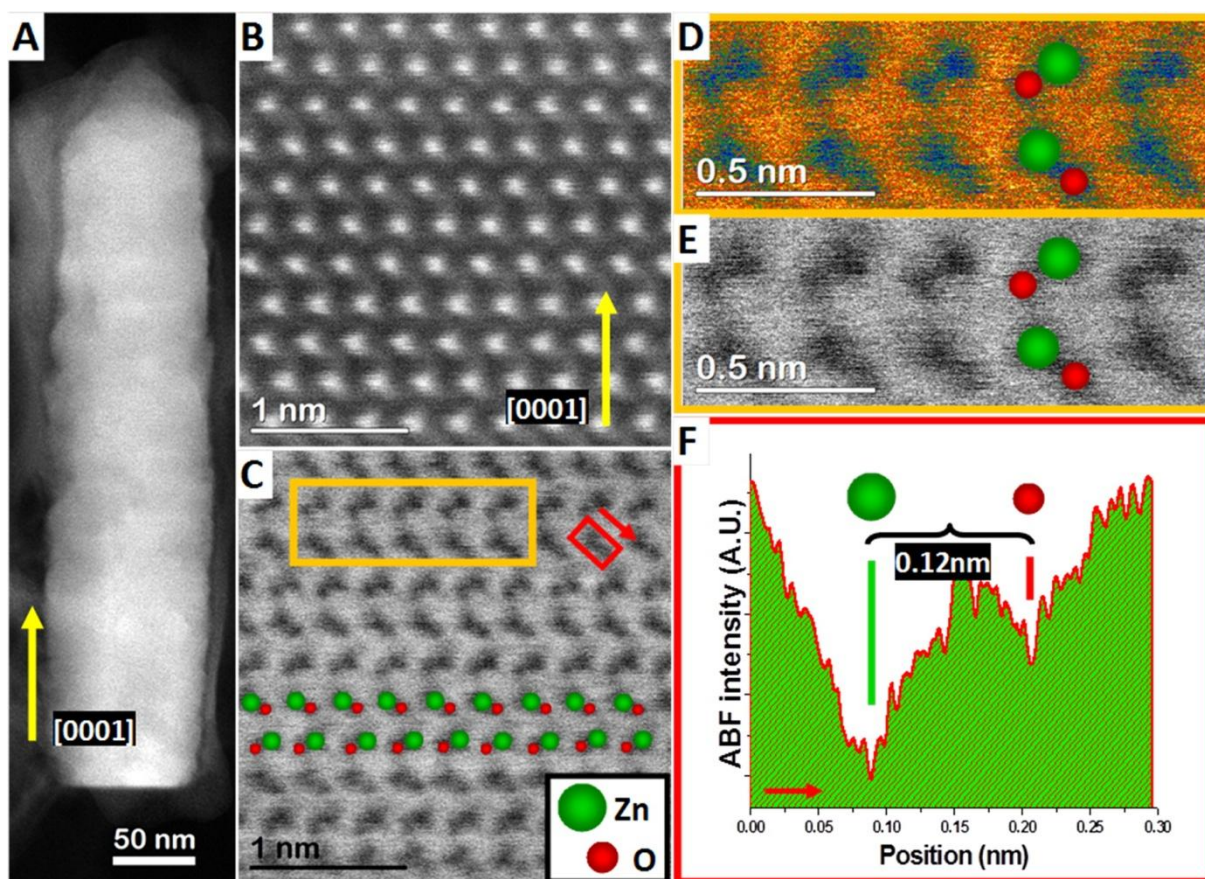 A
[0001]
50 nm
B
1 nm
[0001]
C
1 nm
Zn
O
D
0.5 nm
E
0.5 nm
F
ABF intensity (A.U.)
0.12nm
0.00 0.05 0.10 0.15 0.20 0.25 0.30
Position (nm)